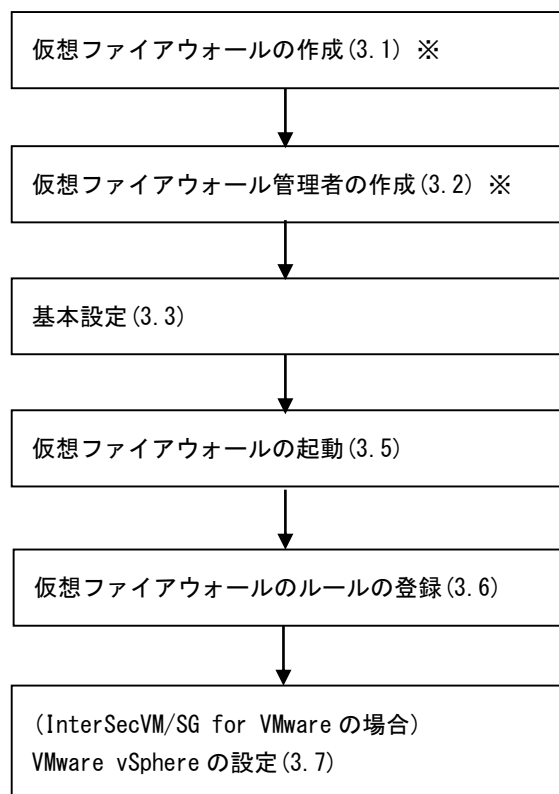 仮想ファイアウォールの作成(3.1) ※
仮想ファイアウォール管理者の作成(3.2) ※
基本設定(3.3)
仮想ファイアウォールの起動(3.5)
仮想ファイアウォールのルールの登録(3.6)
(InterSecVM/SG for VMware の場合)
VMware vSphere の設定(3.7)